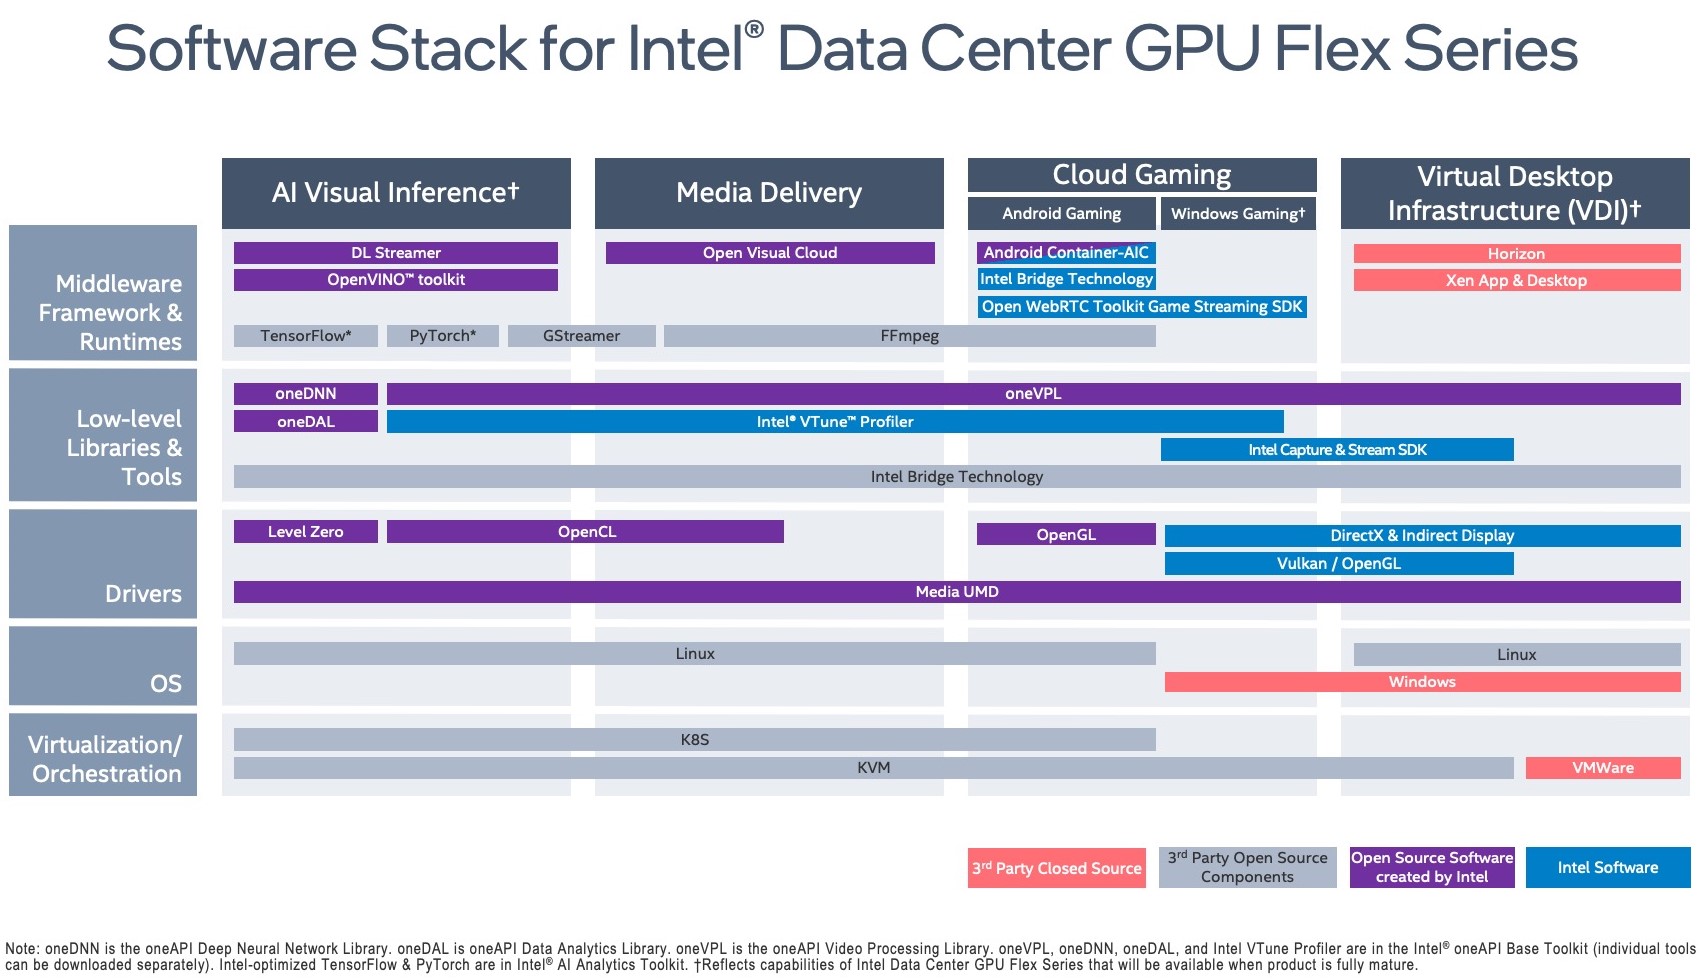 Software Stack for Intel® Data Center GPU Flex Series
AI Visual Inference†
Media Delivery
Cloud Gaming
Android Gaming
Windows Gaming†
Virtual Desktop
Infrastructure (VDI)†
Middleware
Framework &
Runtimes
DL Streamer
OpenVINO™ toolkit
Open Visual Cloud
Android Container-AIC
Intel Bridge Technology
Open WebRTC Toolkit Game Streaming SDK
Horizon
Xen App & Desktop
TensorFlow*
PyTorch*
GStreamer
FFmpeg
Low-level
Libraries &
Tools
oneDNN
oneVPL
oneDAL
Intel® VTune™ Profiler
Intel Capture & Stream SDK
Intel Bridge Technology
Drivers
Level Zero
OpenCL
OpenGL
DirectX & Indirect Display
Vulkan / OpenGL
Media UMD
OS
Linux
Linux
Windows
Virtualization/
Orchestration
K8S
KVM
VMWare
3rd Party Closed Source
3rd Party Open Source
Components
Open Source Software
created by Intel
Intel Software
Note: oneDNN is the oneAPI Deep Neural Network Library. oneDAL is oneAPI Data Analytics Library. oneVPL is the oneAPI Video Processing Library. oneVPL, oneDNN, oneDAL, and Intel VTune Profiler are in the Intel® oneAPI Base Toolkit (individual tools
can be downloaded separately). Intel-optimized TensorFlow & PyTorch are in Intel® AI Analytics Toolkit. †Reflects capabilities of Intel Data Center GPU Flex Series that will be available when product is fully mature.